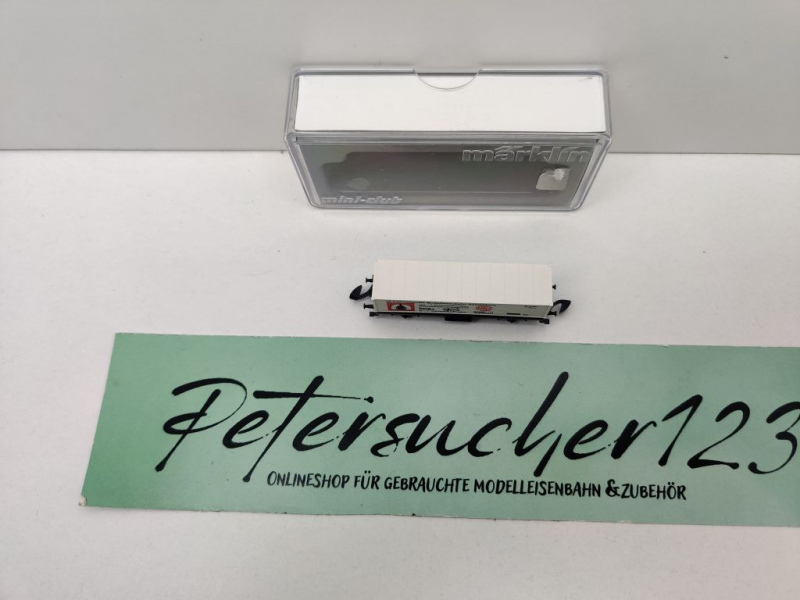 märklin
mini-club
Petersucher123
ONLINESHOP FÜR GEBRAUCHTE MODELLEISENBAHN & ZUBEHÖR